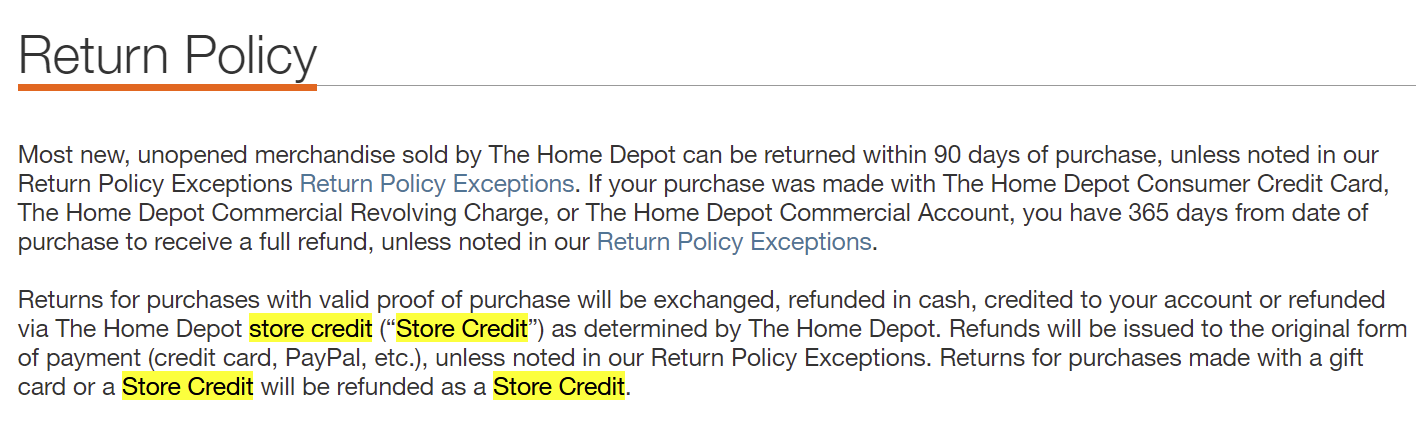 Return Policy
Most new, unopened merchandise sold by The Home Depot can be returned within 90 days of purchase, unless noted in our
Return Policy Exceptions Return Policy Exceptions. If your purchase was made with The Home Depot Consumer Credit Card,
The Home Depot Commercial Revolving Charge, or The Home Depot Commercial Account, you have 365 days from date of
purchase to receive a full refund, unless noted in our Return Policy Exceptions.
Returns for purchases with valid proof of purchase will be exchanged, refunded in cash, credited to your account or refunded
via The Home Depot store credit (“Store Credit”) as determined by The Home Depot. Refunds will be issued to the original form
of payment (credit card, PayPal, etc.), unless noted in our Return Policy Exceptions. Returns for purchases made with a gift
card or a Store Credit will be refunded as a Store Credit.